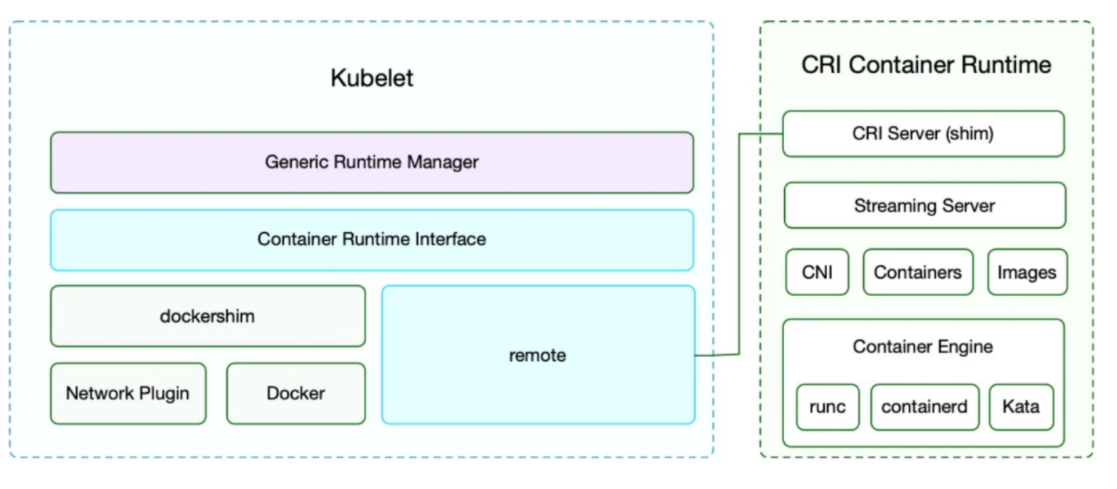 Kubelet
Generic Runtime Manager
Container Runtime Interface
dockershim
remote
Network Plugin
Docker
CRI Container Runtime
CRI Server (shim)
Streaming Server
CNI
Containers
Images
Container Engine
runc
containerd
Kata